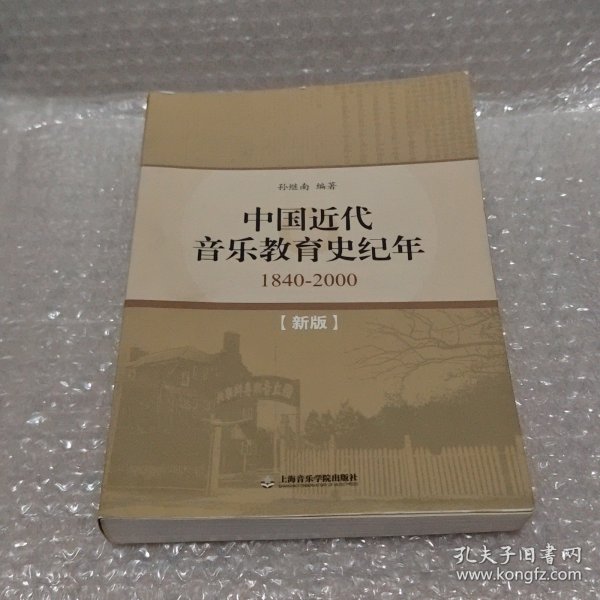 孙继南 编著
中国近代
音乐教育史纪年
1840-2000
【新版】
上海音乐学院出版社
孔夫子旧书网
www.kongfz.com